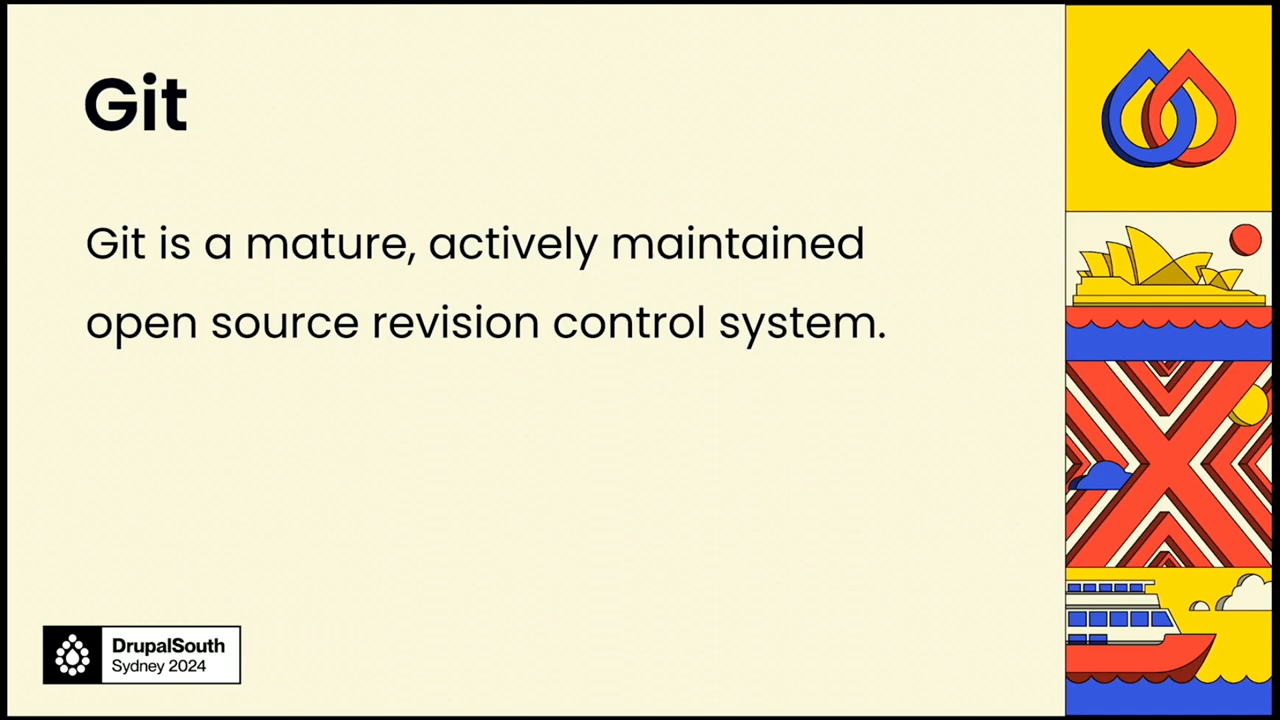 Git
Git is a mature, actively maintained
open source revision control system.
DrupalSouth
Sydney 2024